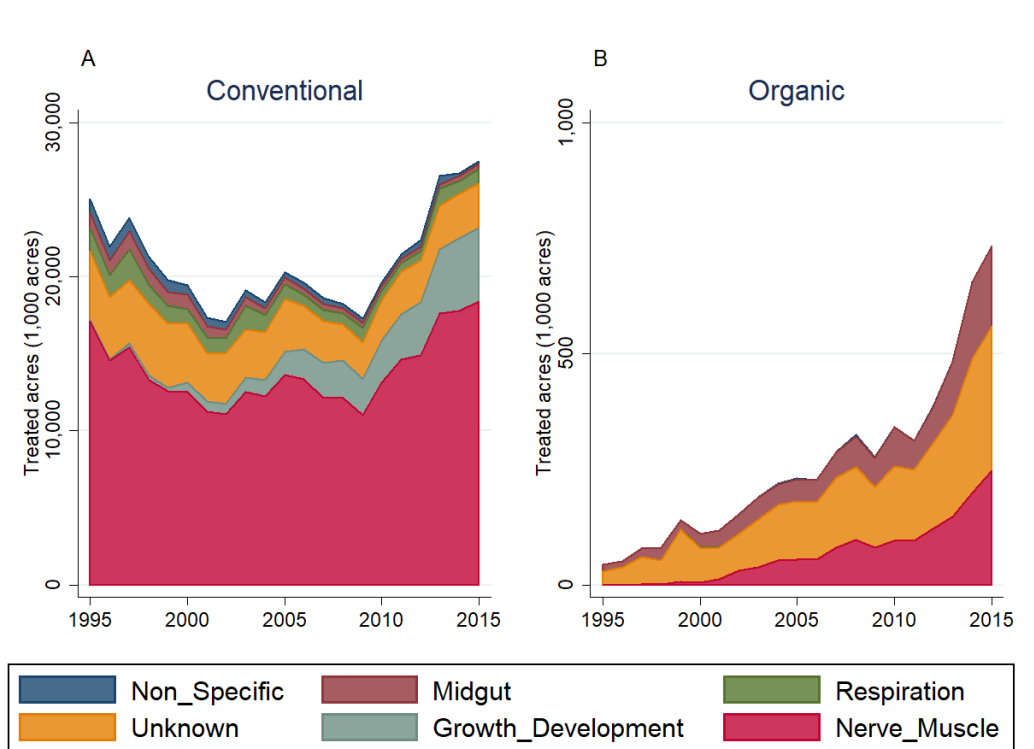 A
Conventional
Treated acres (1,000 acres)
30,000
20,000
10,000
0
1995 2000 2005 2010 2015
B
Organic
Treated acres (1,000 acres)
1,000
500
0
1995 2000 2005 2010 2015
Non_Specific Midgut Respiration
Unknown Growth_Development Nerve_Muscle